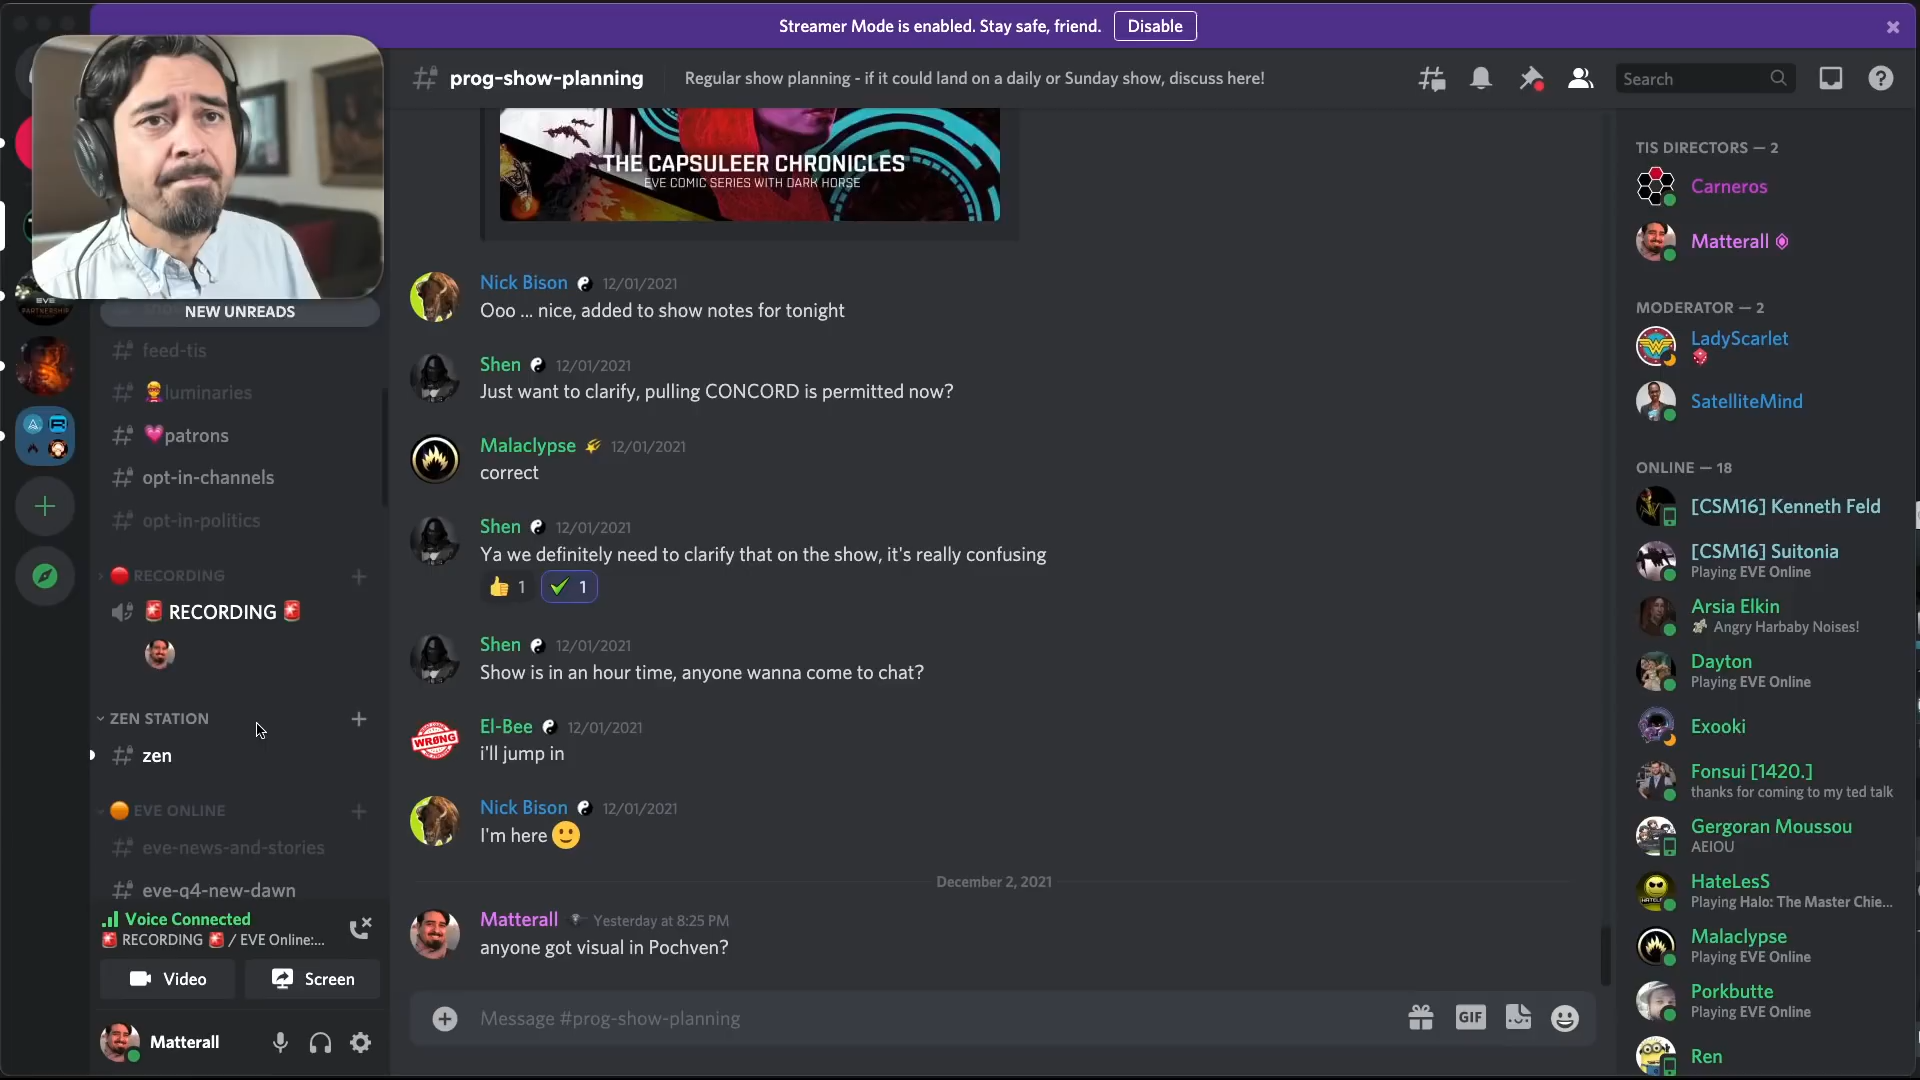 Streamer Mode is enabled. Stay safe, friend.
Disable
prog-show-planning
Regular show planning - if it could land on a daily or Sunday show, discuss here!
Search
NEW UNREADS
feed-tis
luminaries
patrons
opt-in-channels
opt-in-politics
RECORDING
RECORDING
ZEN STATION
zen
EVE ONLINE
eve-news-and-stories
eve-q4-new-dawn
Voice Connected
RECORDING / EVE Online:...
Video
Screen
Matterall
THE CAPSULEER CHRONICLES
EVE COMIC SERIES WITH DARK HORSE
Nick Bison 12/01/2021
Ooo ... nice, added to show notes for tonight
Shen 12/01/2021
Just want to clarify, pulling CONCORD is permitted now?
Malaclypse 12/01/2021
correct
Shen 12/01/2021
Ya we definitely need to clarify that on the show, it's really confusing
1 1
Shen 12/01/2021
Show is in an hour time, anyone wanna come to chat?
WRONG
El-Bee 12/01/2021
i'll jump in
Nick Bison 12/01/2021
I'm here
December 2, 2021
Matterall Yesterday at 8:25 PM
anyone got visual in Pochven?
Message #prog-show-planning
GIF
TIS DIRECTORS — 2
Carneros
Matterall
MODERATOR — 2
LadyScarlet
SatelliteMind
ONLINE — 18
[CSM16] Kenneth Feld
[CSM16] Suitonia
Playing EVE Online
Arsia Elkin
Angry Harbaby Noises!
Dayton
Playing EVE Online
Exooki
Fonsui [1420.]
thanks for coming to my ted talk
Gergoran Moussou
AEIOU
HateLesS
Playing Halo: The Master Chie...
Malaclypse
Playing EVE Online
Porkbutte
Playing EVE Online
Ren